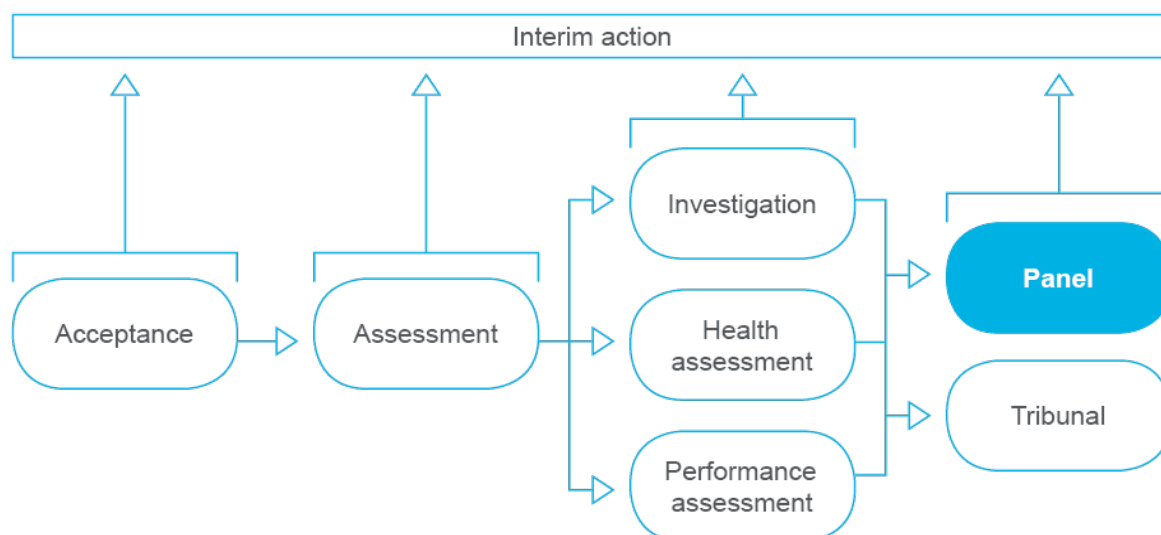 Interim action
Acceptance
Assessment
Investigation
Health
assessment
Performance
assessment
Panel
Tribunal